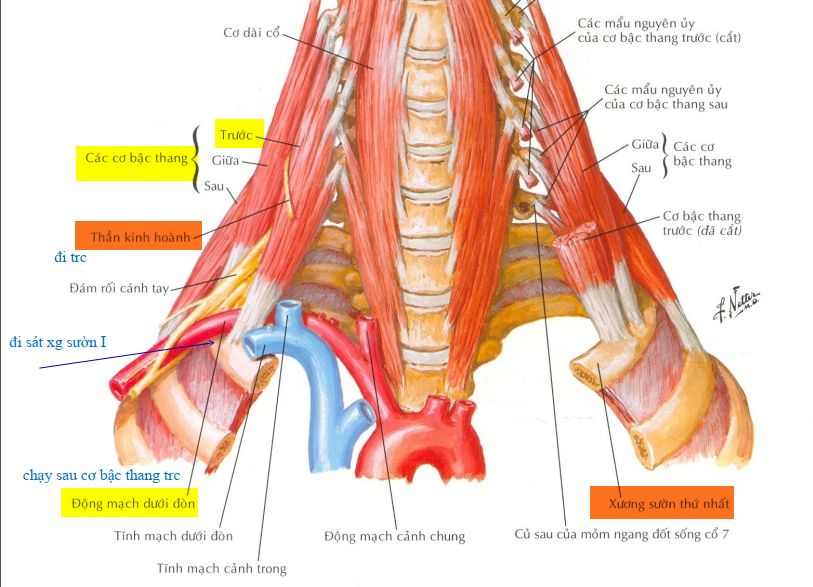 Cơ dài cổ
Các mẩu nguyên ủy
của cơ bậc thang trước (cắt)
Các mẩu nguyên ủy
của cơ bậc thang sau
Các cơ bậc thang
Trước
Giữa
Sau
Giữa
Sau
Các cơ
bậc thang
Thần kinh hoành
đi trc
Cơ bậc thang
trước (đã cắt)
Đám rối cánh tay
F. Netter
M.D.
đi sát xg sườn I
chạy sau cơ bậc thang trc
Động mạch dưới đòn
Xương sườn thứ nhất
Tĩnh mạch dưới đòn
Động mạch cảnh chung
Củ sau của mỏm ngang đốt sống cổ 7
Tĩnh mạch cảnh trong